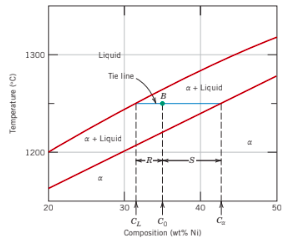 1300
Liquid
Tie line
B
α + Liquid
Temperature (°C)
α + Liquid
1200
R
S
α
α
20
30
40
50
C_L
C_0
C_α
Composition (wt% Ni)